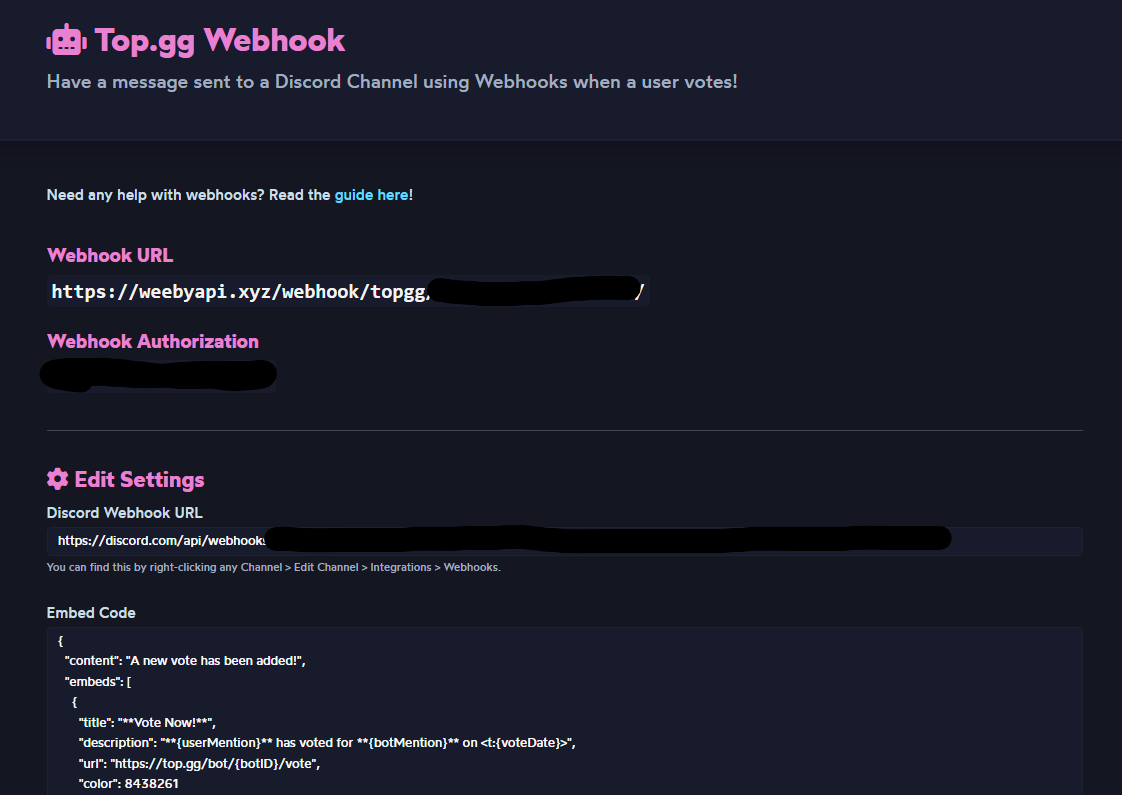 Top.gg Webhook
Have a message sent to a Discord Channel using Webhooks when a user votes!
Need any help with webhooks? Read the guide here!
Webhook URL
https://weebyapi.xyz/webhook/topgg/ /
Webhook Authorization
Edit Settings
Discord Webhook URL
https://discord.com/api/webhooks
You can find this by right-clicking any Channel > Edit Channel > Integrations > Webhooks.
Embed Code
{
"content": "A new vote has been added!",
"embeds": [
{
"title": "**Vote Now!**",
"description": "**{userMention}** has voted for **{botMention}** on <t:{voteDate}>",
"url": "https://top.gg/bot/{botID}/vote",
"color": 8438261